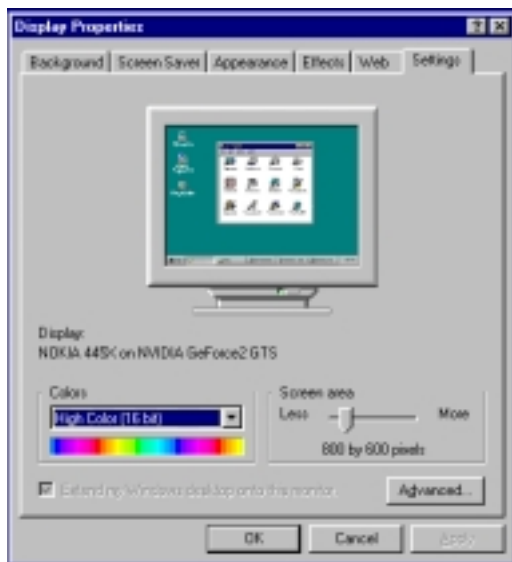 Display Properties
Background Screen Saver Appearance Effects Web Settings
Display:
NOKIA 445X on NVIDIA GeForce2 GTS
Colors
High Color (16 bit)
Screen area
Less More
800 by 600 pixels
Extend my Windows desktop onto this monitor.
Advanced...
OK Cancel Apply